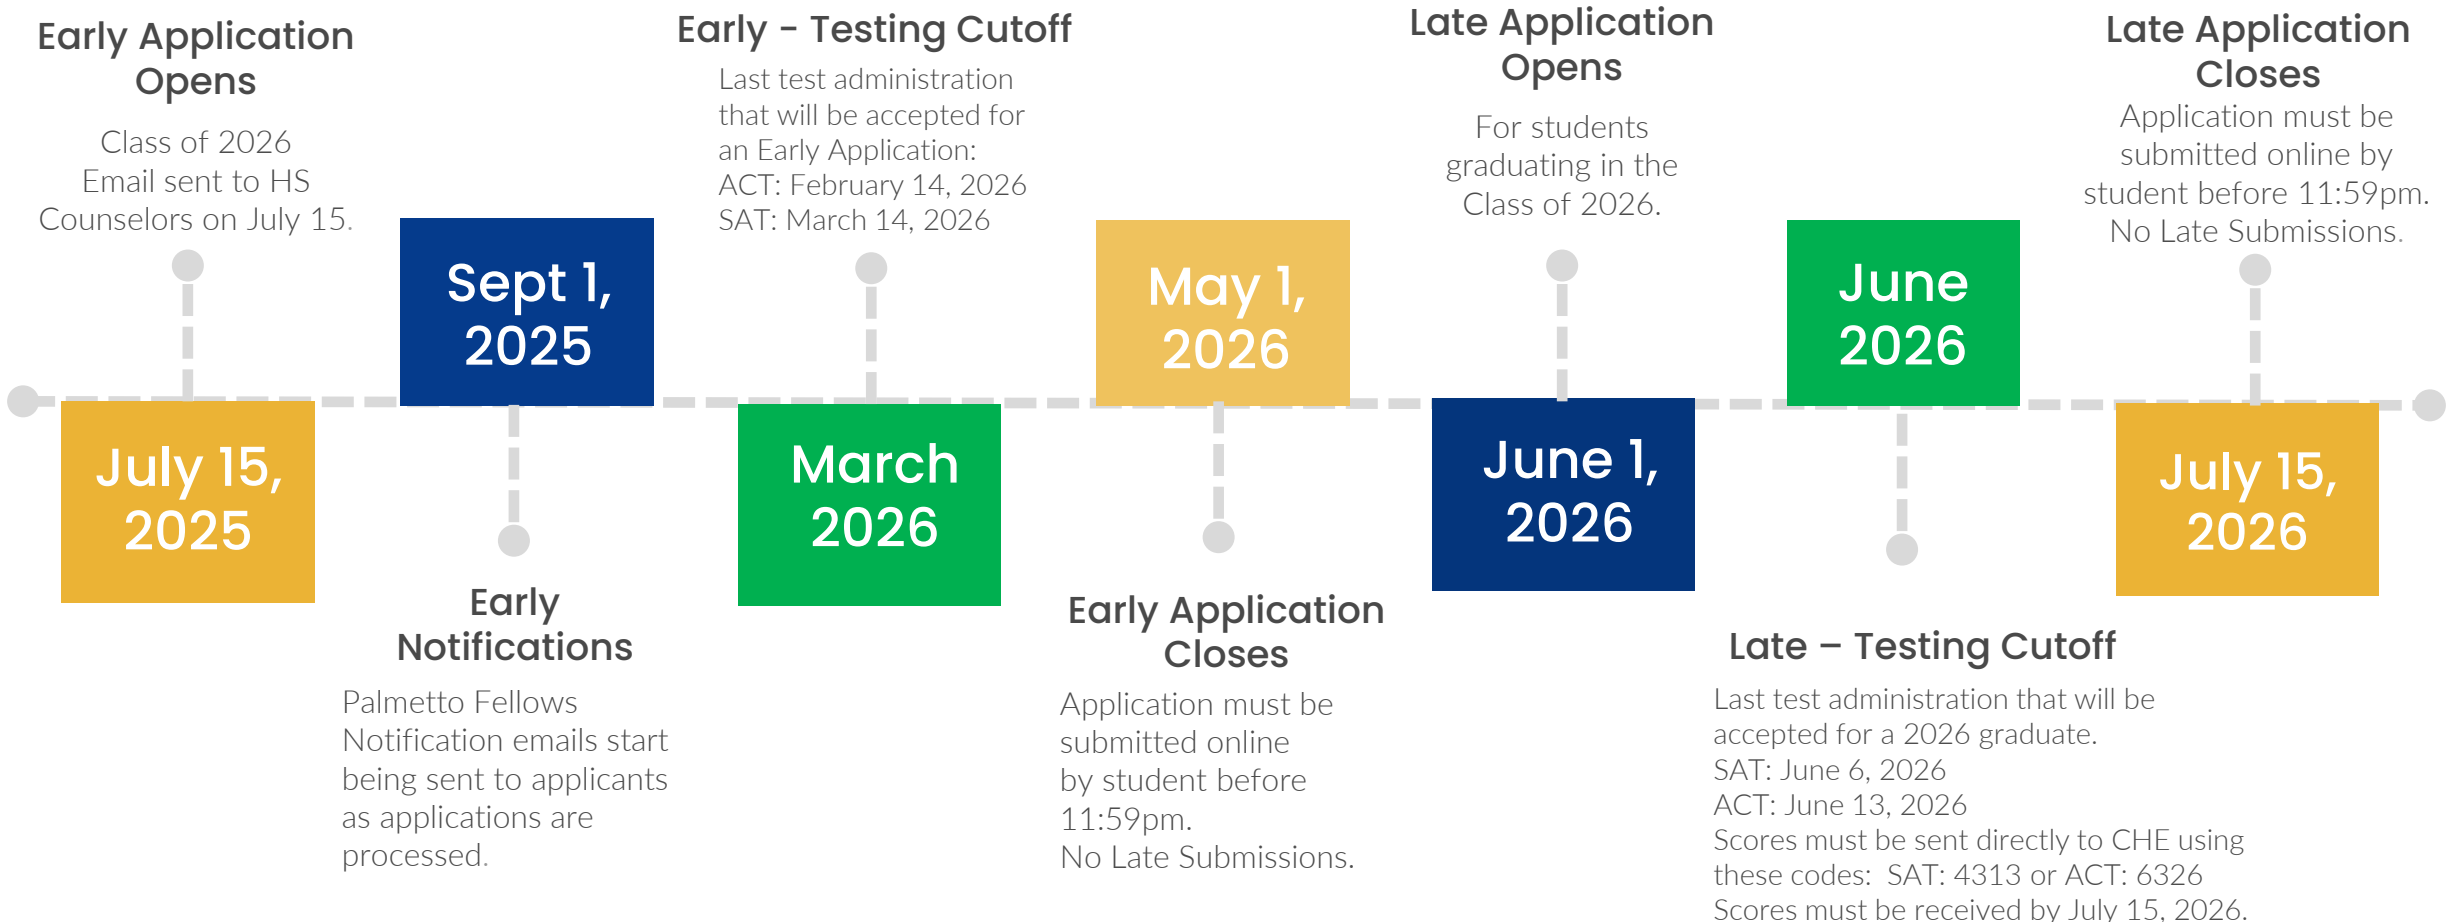 Early Application
Opens
Class of 2026
Email sent to HS
Counselors on July 15.
July 15,
2025
Sept 1,
2025
Early
Notifications
Palmetto Fellows
Notification emails start
being sent to applicants
as applications are
processed.
Early - Testing Cutoff
Last test administration
that will be accepted for
an Early Application:
ACT: February 14, 2026
SAT: March 14, 2026
March
2026
May 1,
2026
Early Application
Closes
Application must be
submitted online
by student before
11:59pm.
No Late Submissions.
Late Application
Opens
For students
graduating in the
Class of 2026.
June 1,
2026
June
2026
Late – Testing Cutoff
Last test administration that will be
accepted for a 2026 graduate.
SAT: June 6, 2026
ACT: June 13, 2026
Scores must be sent directly to CHE using
these codes:  SAT: 4313 or ACT: 6326
Scores must be received by July 15, 2026.
Late Application
Closes
Application must be
submitted online by
student before 11:59pm.
No Late Submissions.
July 15,
2026